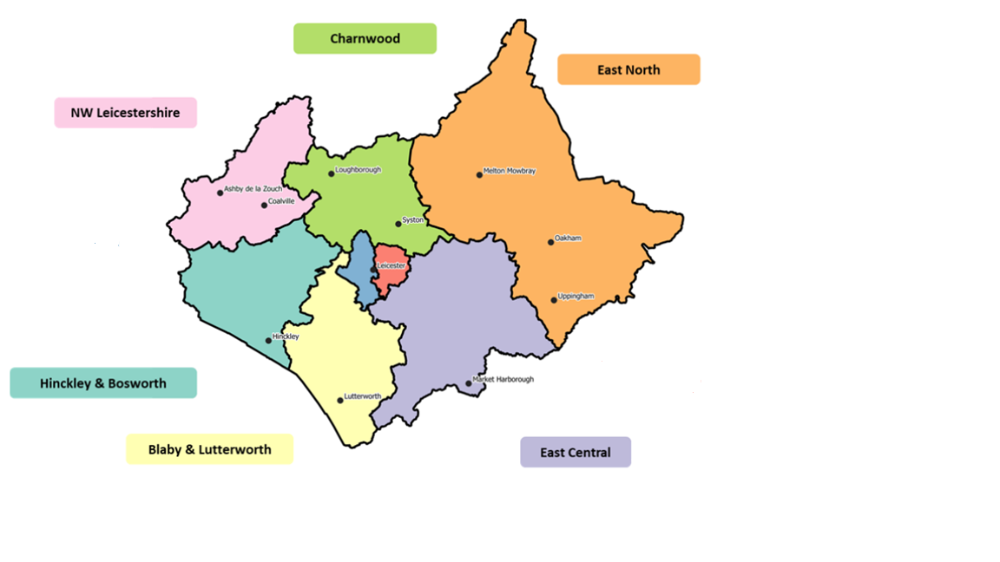 Charnwood
East North
NW Leicestershire
Loughborough
Melton Mowbray
Ashby de la Zouch
Coalville
Syston
Oakham
Leicester
Uppingham
Hinckley
Hinckley & Bosworth
Market Harborough
Lutterworth
Blaby & Lutterworth
East Central